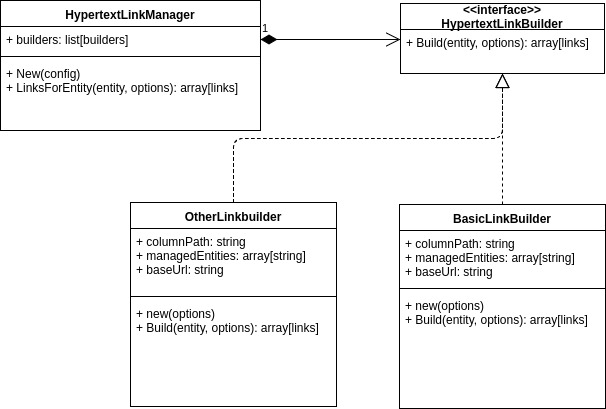 HypertextLinkManager
+ builders: list[builders]
+ New(config)
+ LinksForEntity(entity, options): array[links]
1
<<interface>>
HypertextLinkBuilder
+ Build(entity, options): array[links]
OtherLinkbuilder
+ columnPath: string
+ managedEntities: array[string]
+ baseUrl: string
+ new(options)
+ Build(entity, options): array[links]
BasicLinkBuilder
+ columnPath: string
+ managedEntities: array[string]
+ baseUrl: string
+ new(options)
+ Build(entity, options): array[links]